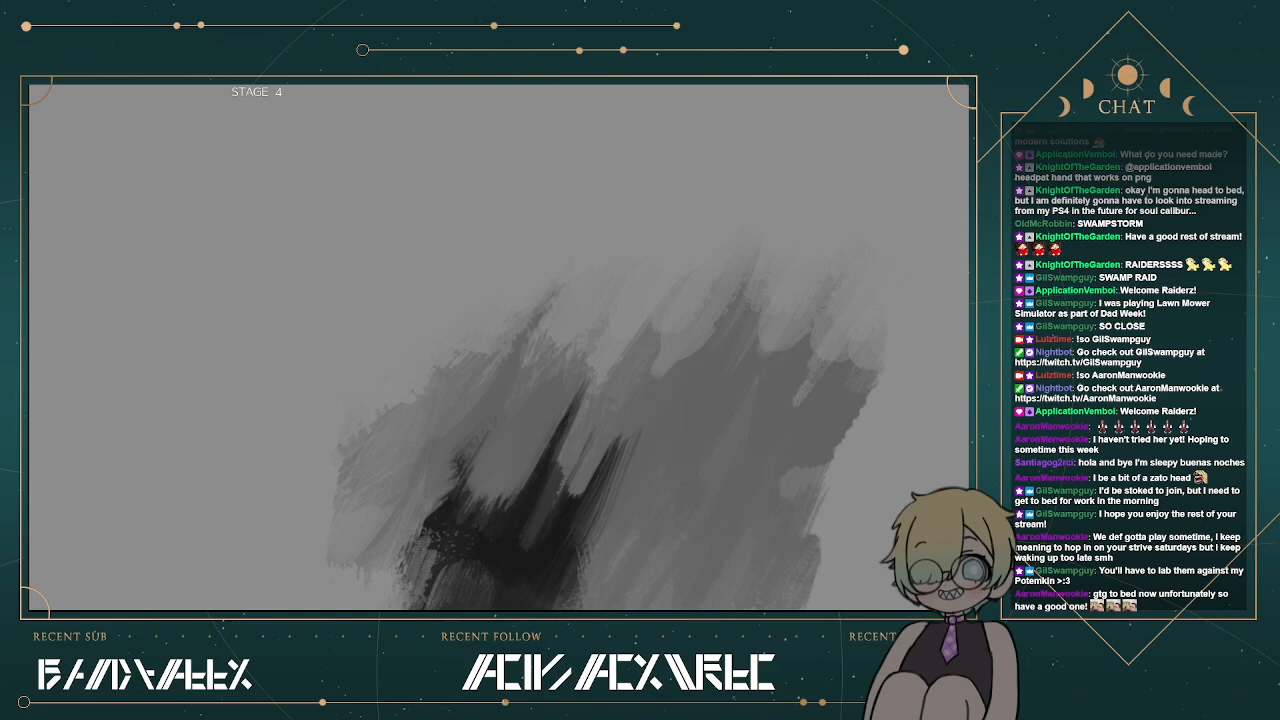 STAGE 4
CHAT
modern solutions
ApplicationVemboi: What do you need made?
KnightOfTheGarden: @applicationvemboi
headpat hand that works on png
KnightOfTheGarden: okay I'm gonna head to bed,
but I am definitely gonna have to look into streaming
from my PS4 in the future for soul calibur...
OldMcRobbin: SWAMPSTORM
KnightOfTheGarden: Have a good rest of stream!
KnightOfTheGarden: RAIDERSSSS
GilSwampguy: SWAMP RAID
ApplicationVemboi: Welcome Raiderz!
GilSwampguy: I was playing Lawn Mower
Simulator as part of Dad Week!
GilSwampguy: SO CLOSE
Lulztime: !so GilSwampguy
Nightbot: Go check out GilSwampguy at
https://twitch.tv/GilSwampguy
Lulztime: !so AaronManwookie
Nightbot: Go check out AaronManwookie at
https://twitch.tv/AaronManwookie
ApplicationVemboi: Welcome Raiderz!
AaronManwookie:
AaronManwookie: I haven't tried her yet! Hoping to
sometime this week
Santiagog2rci: hola and bye I'm sleepy buenas noches
AaronManwookie: I be a bit of a zato head
GilSwampguy: I'd be stoked to join, but I need to
get to bed for work in the morning
GilSwampguy: I hope you enjoy the rest of your
stream!
AaronManwookie: We def gotta play sometime, I keep
meaning to hop in on your strive saturdays but I keep
waking up too late smh
GilSwampguy: You'll have to lab them against my
Potemkin >:3
AaronManwookie: gtg to bed now unfortunately so
have a good one!
RECENT SUB
RECENT FOLLOW
RECENT